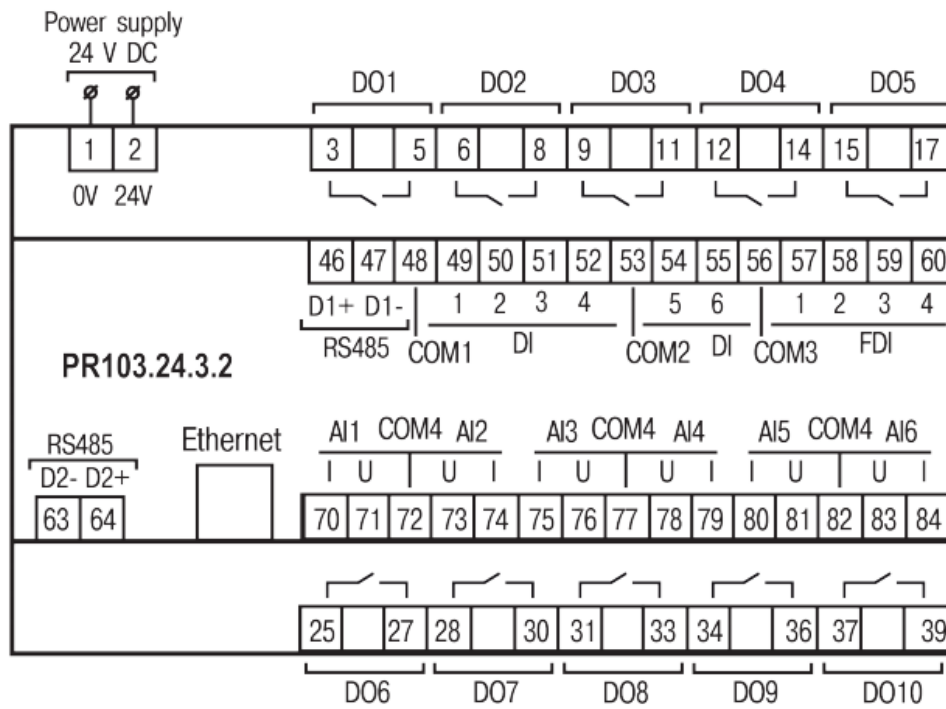 Power supply
24 V DC
DO1 DO2 DO3 DO4 DO5
1 2 3 5 6 8 9 11 12 14 15 17
0V 24V
46 47 48 49 50 51 52 53 54 55 56 57 58 59 60
D1+ D1- 1 2 3 4 5 6 1 2 3 4
RS485 COM1 DI COM2 DI COM3 FDI
PR103.24.3.2
RS485 Ethernet AI1 COM4 AI2 AI3 COM4 AI4 AI5 COM4 AI6
D2- D2+ I U U I I U U I I U U I
63 64 70 71 72 73 74 75 76 77 78 79 80 81 82 83 84
25 27 28 30 31 33 34 36 37 39
DO6 DO7 DO8 DO9 DO10